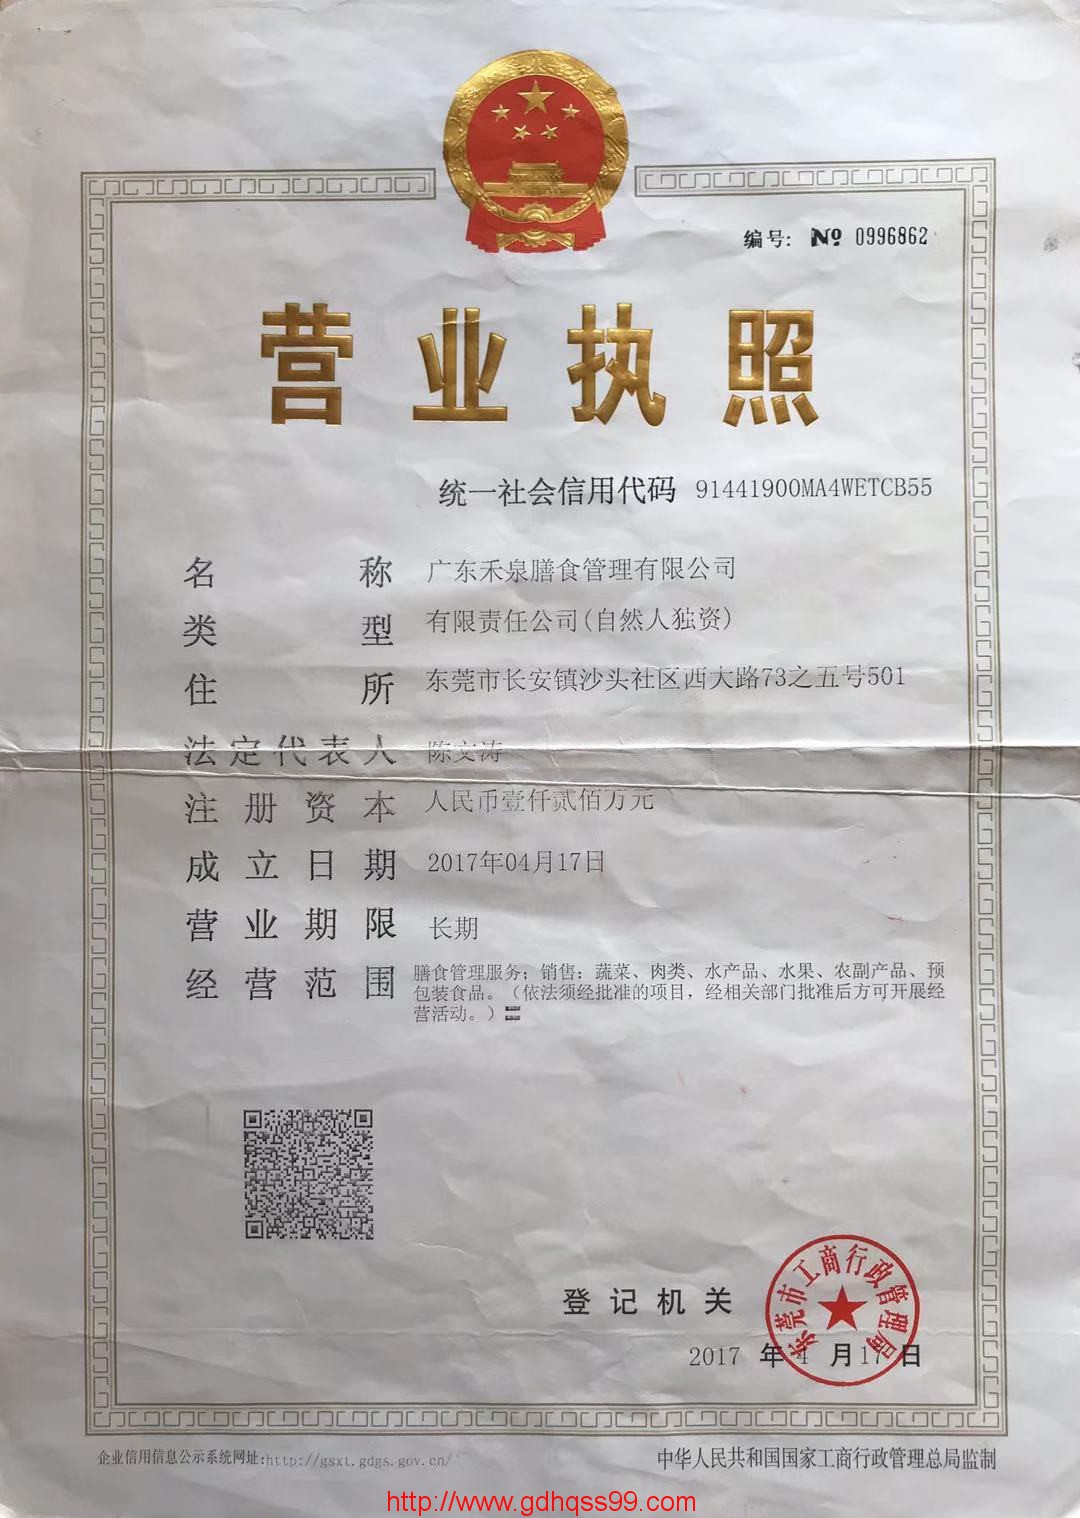 编号: № 0996862
营业执照
统一社会信用代码 91441900MA4WETCB55
名称 广东禾泉膳食管理有限公司
类型 有限责任公司(自然人独资)
住所 东莞市长安镇沙头社区西大路73之五号501
法定代表人 陈文涛
注册资本 人民币壹仟贰佰万元
成立日期 2017年04月17日
营业期限 长期
经营范围 膳食管理服务；销售：蔬菜、肉类、水产品、水果、农副产品、预
包装食品。（依法须经批准的项目，经相关部门批准后方可开展经
营活动。）
东莞市工商行政管理局
登记机关
2017 年 4 月 17 日
企业信用信息公示系统网址:http://gsxt.gdgs.gov.cn/
中华人民共和国国家工商行政管理总局监制
http://www.gdhqss99.com